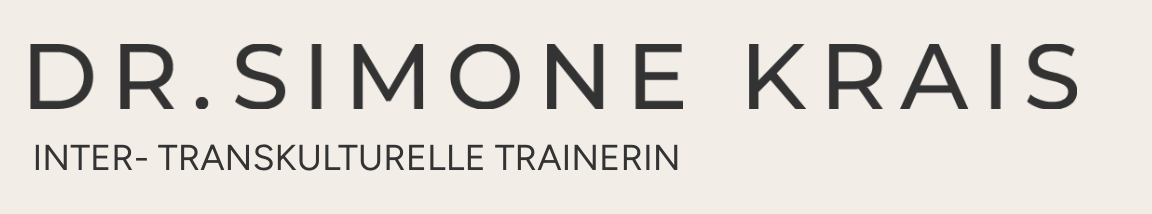 DR.SIMONE KRAIS
INTER- TRANSKULTURELLE TRAINERIN